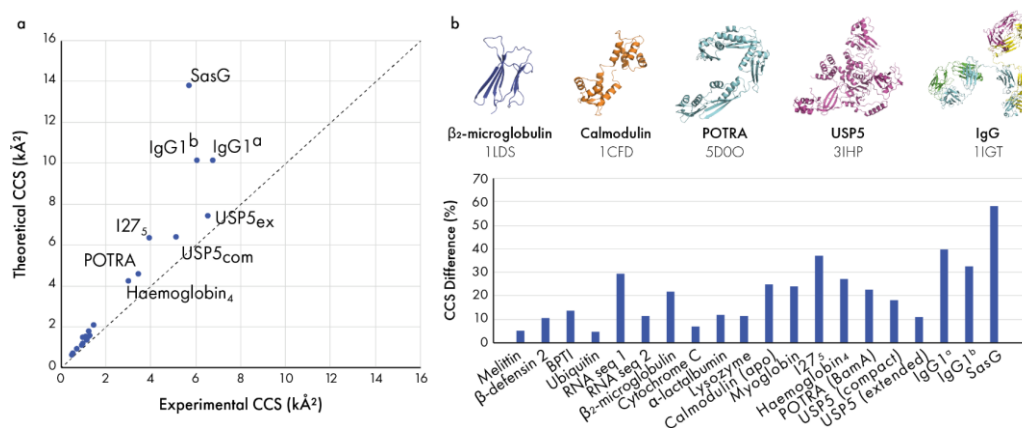 a
16
14
12
10
8
6
4
2
0
0 2 4 6 8 10 12 14 16
Theoretical CCS (kÅ²)
Experimental CCS (kÅ²)
SasG
IgG1ᵇ IgG1ᵃ
I27₅
USP5ex
USP5com
POTRA
Haemoglobin₄
b
β₂-microglobulin Calmodulin POTRA USP5 IgG
1LDS 1CFD 5D0O 3IHP 1IGT
CCS Difference (%)
70
60
50
40
30
20
10
0
Melittin
β-defensin 2
BPTI
Ubiquitin
RNA seq 1
RNA seq 2
β₂-microglobulin
Cytochrome C
α-lactalbumin
Lysozyme
Calmodulin (apo)
Myoglobin
I27₅
Haemoglobin₄
POTRA (BamA)
USP5 (compact)
USP5 (extended)
IgG1ᵃ
IgG1ᵇ
SasG